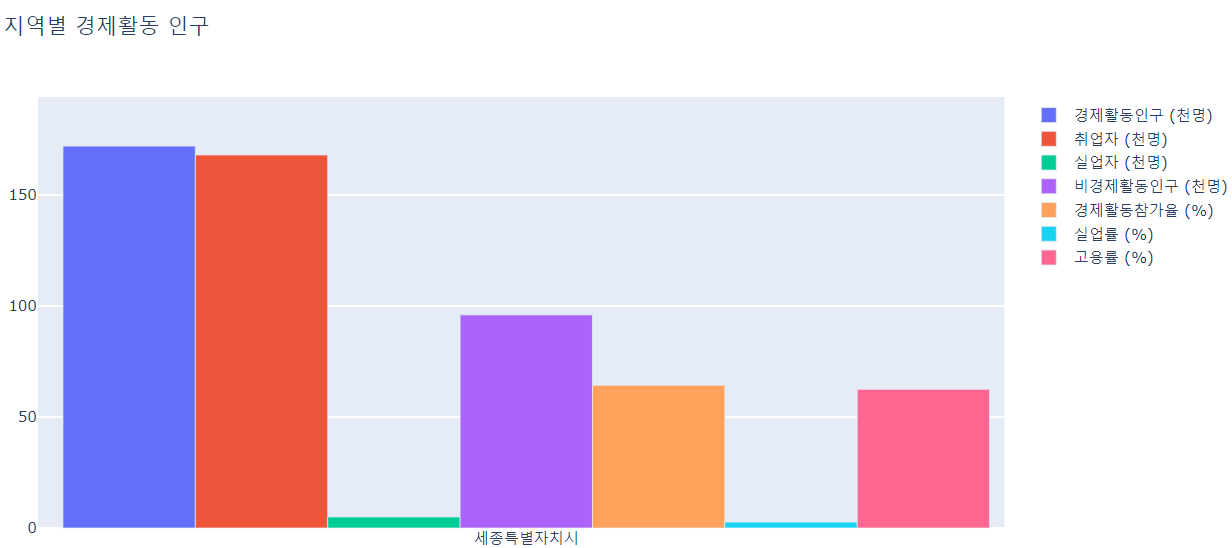 지역별 경제활동 인구
경제활동인구 (천명)
취업자 (천명)
실업자 (천명)
비경제활동인구 (천명)
경제활동참가율 (%)
실업률 (%)
고용률 (%)
150
100
50
0
세종특별자치시